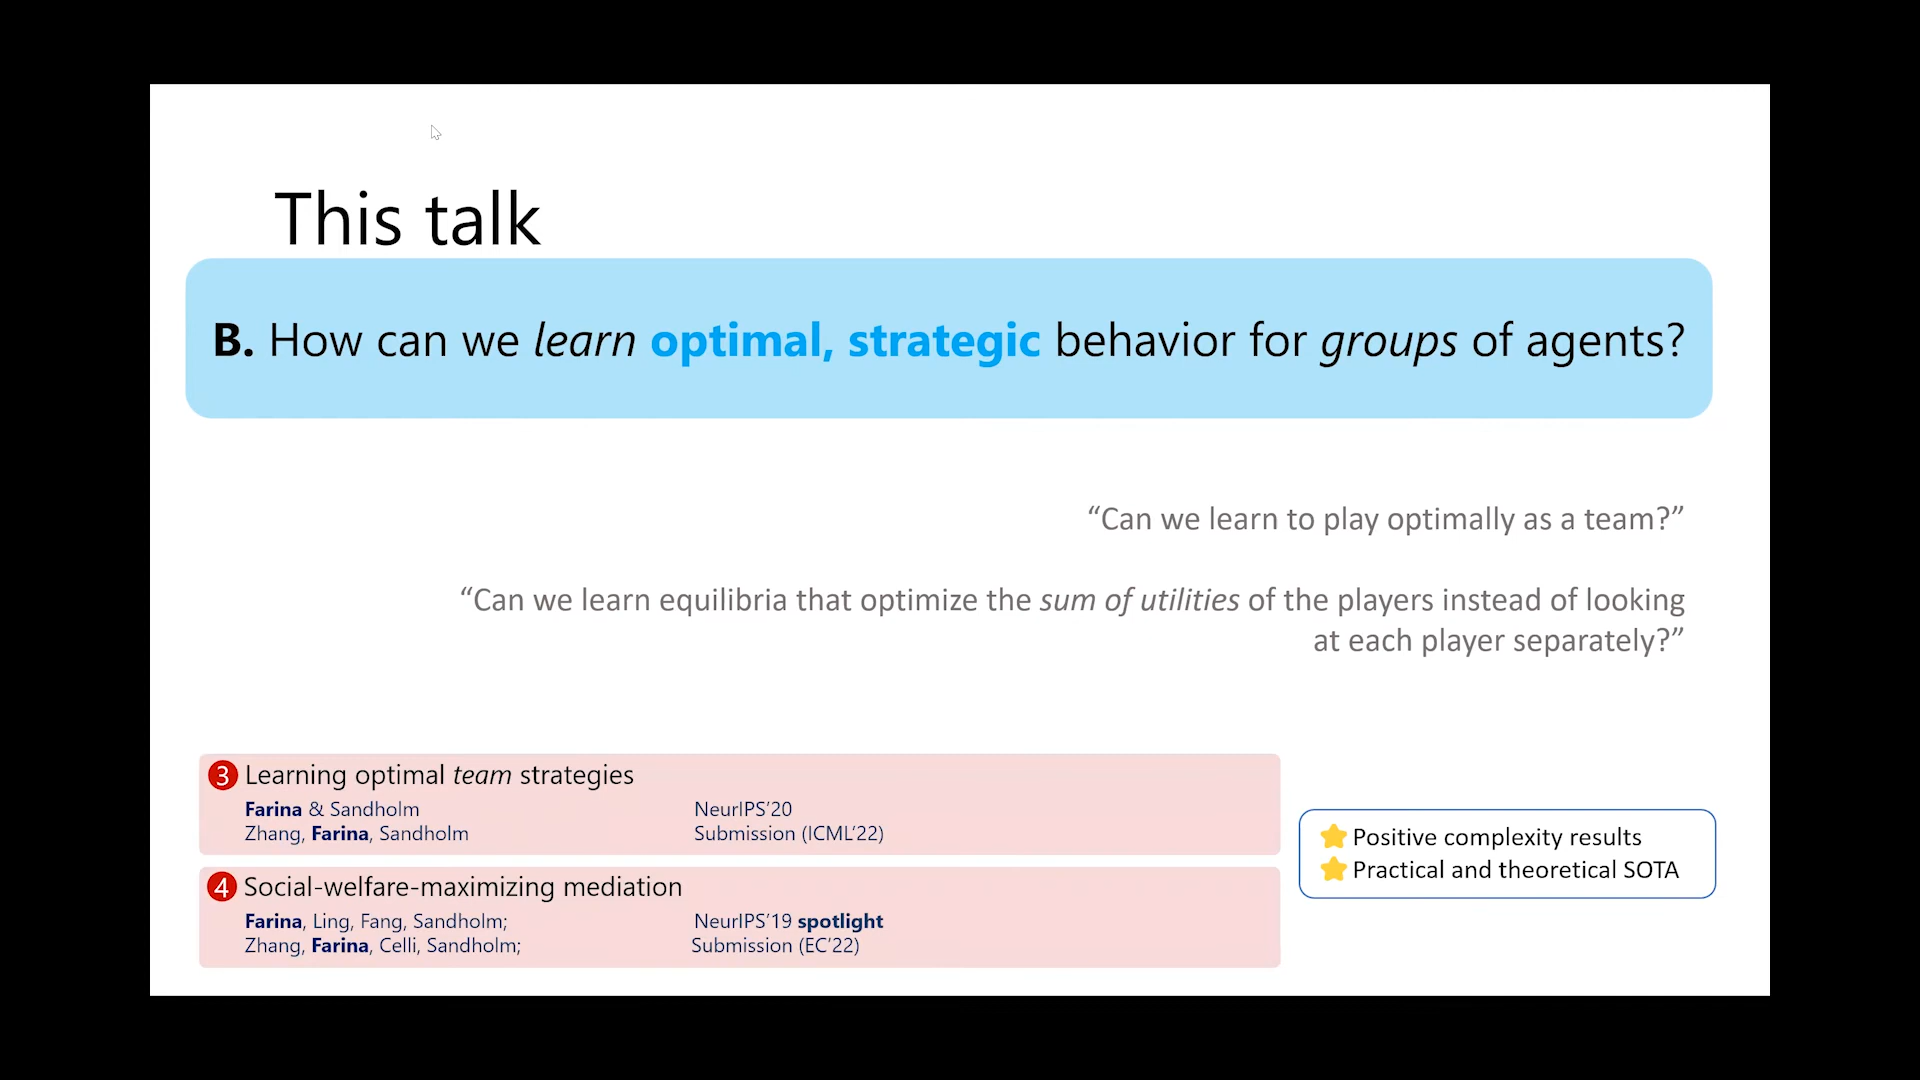 This talk
B. How can we learn optimal, strategic behavior for groups of agents?
“Can we learn to play optimally as a team?”
“Can we learn equilibria that optimize the sum of utilities of the players instead of looking
at each player separately?”
3 Learning optimal team strategies
Farina & Sandholm NeurIPS’20
Zhang, Farina, Sandholm Submission (ICML’22)
4 Social-welfare-maximizing mediation
Farina, Ling, Fang, Sandholm; NeurIPS’19 spotlight
Zhang, Farina, Celli, Sandholm; Submission (EC’22)
Positive complexity results
Practical and theoretical SOTA